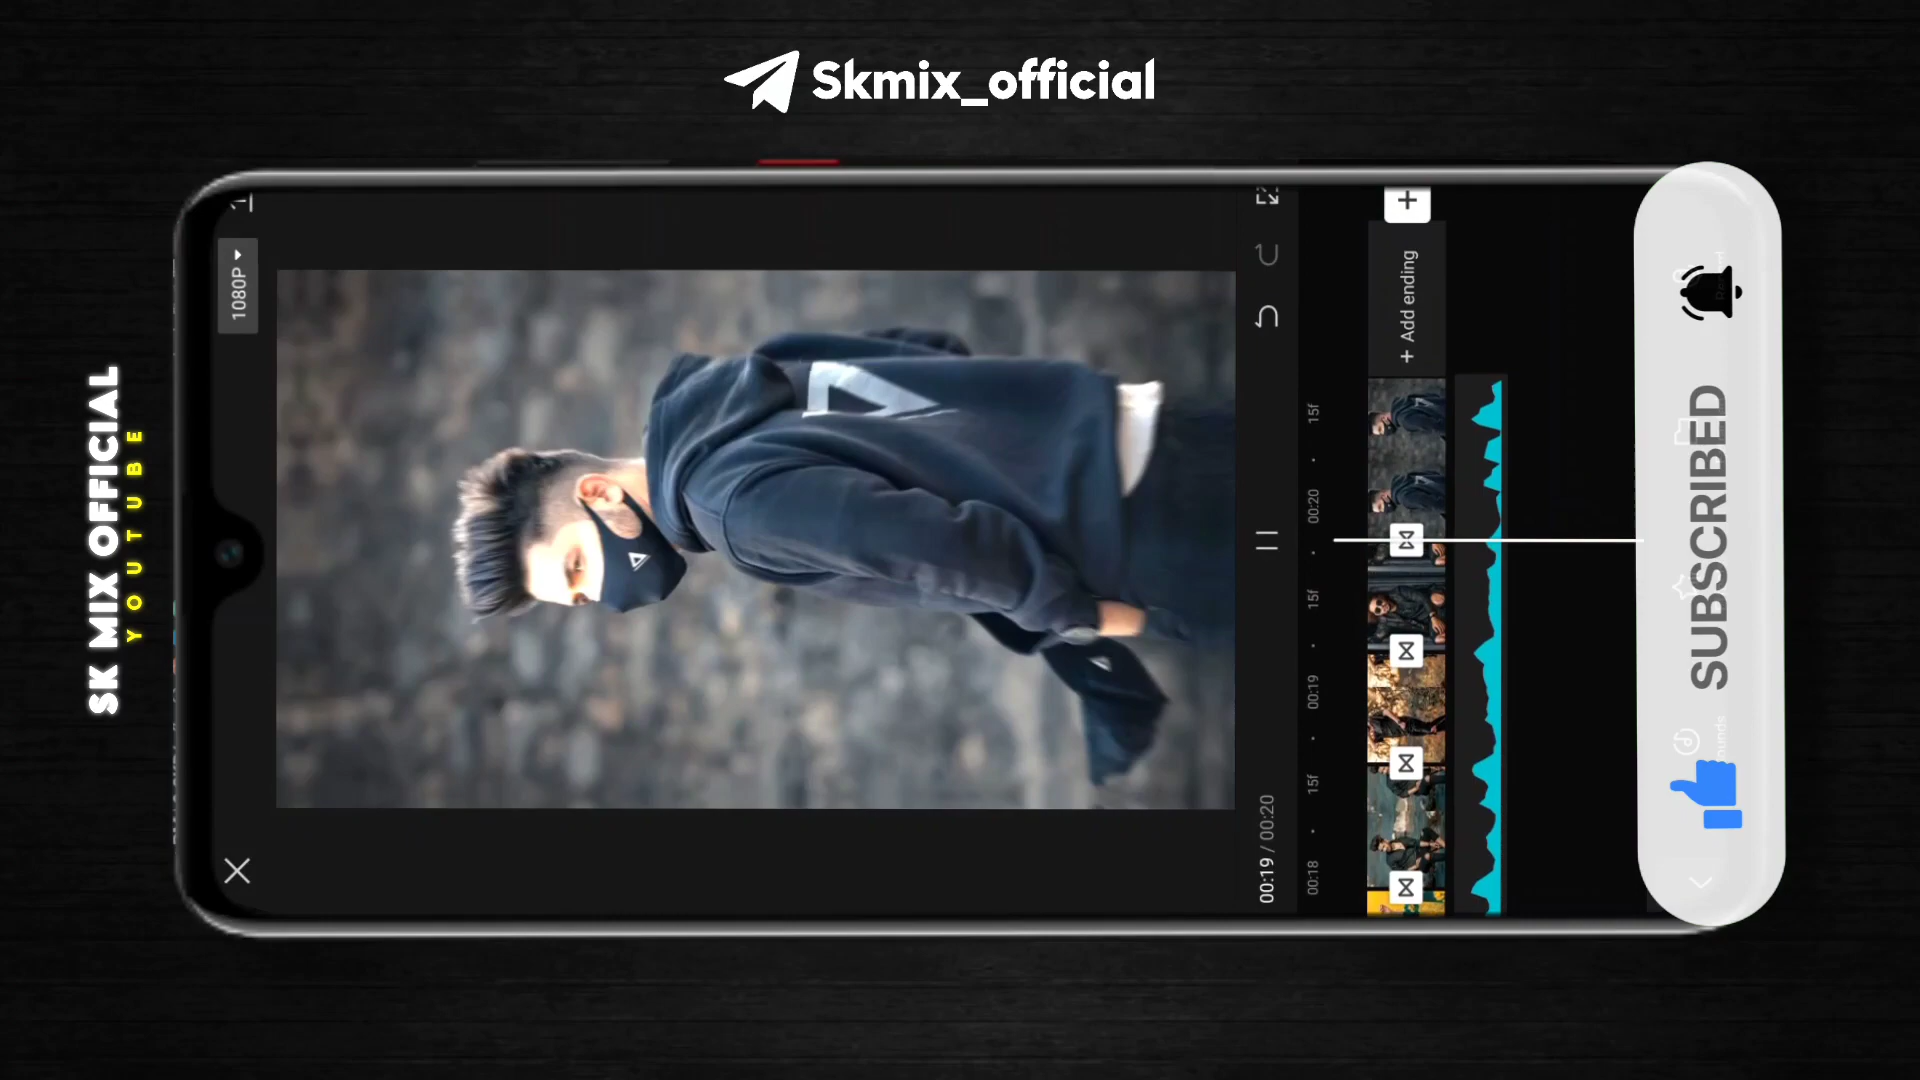 Skmix_official
SK MIX OFFICIAL
YOUTUBE
1080P
00:19 / 00:20
00:18
15f
00:19
15f
00:20
15f
+ Add ending
SUBSCRIBED